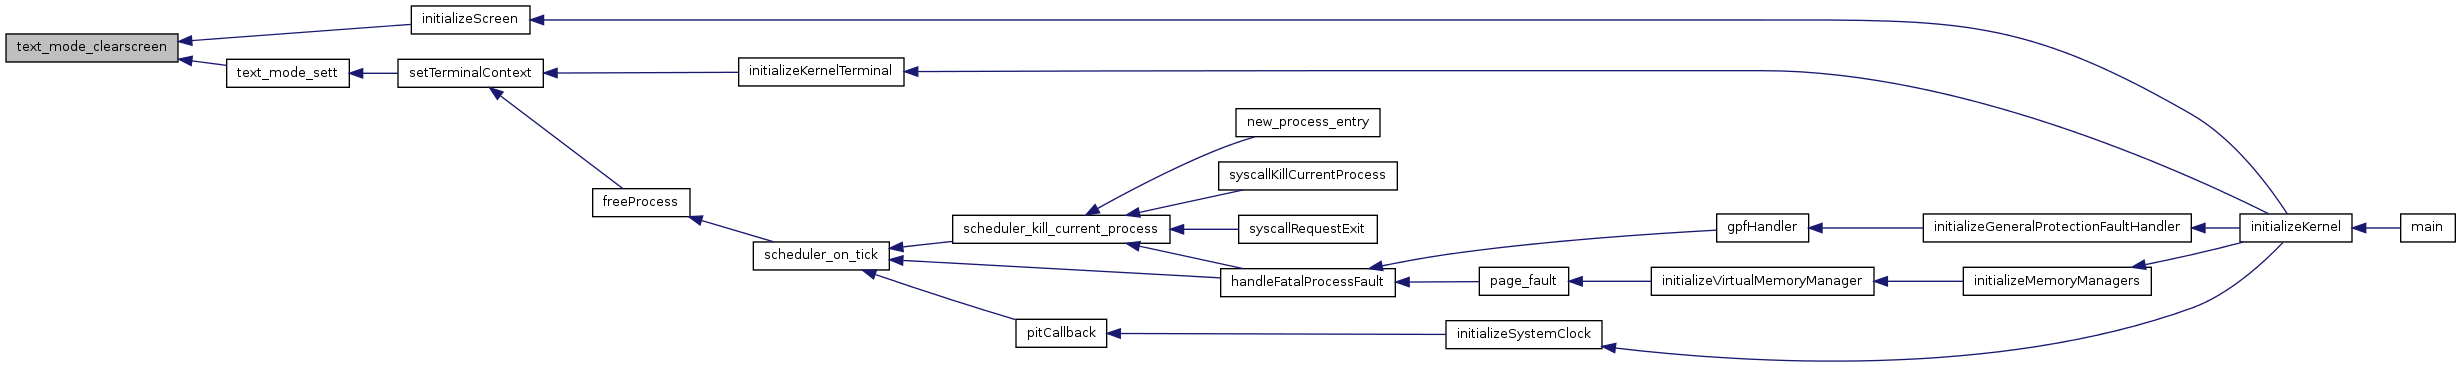 text_mode_clearscreen
initializeScreen
text_mode_sett
setTerminalContext
initializeKernelTerminal
freeProcess
scheduler_on_tick
scheduler_kill_current_process
new_process_entry
syscallKillCurrentProcess
syscallRequestExit
handleFatalProcessFault
gpfHandler
initializeGeneralProtectionFaultHandler
initializeKernel
main
page_fault
initializeVirtualMemoryManager
initializeMemoryManagers
pitCallback
initializeSystemClock